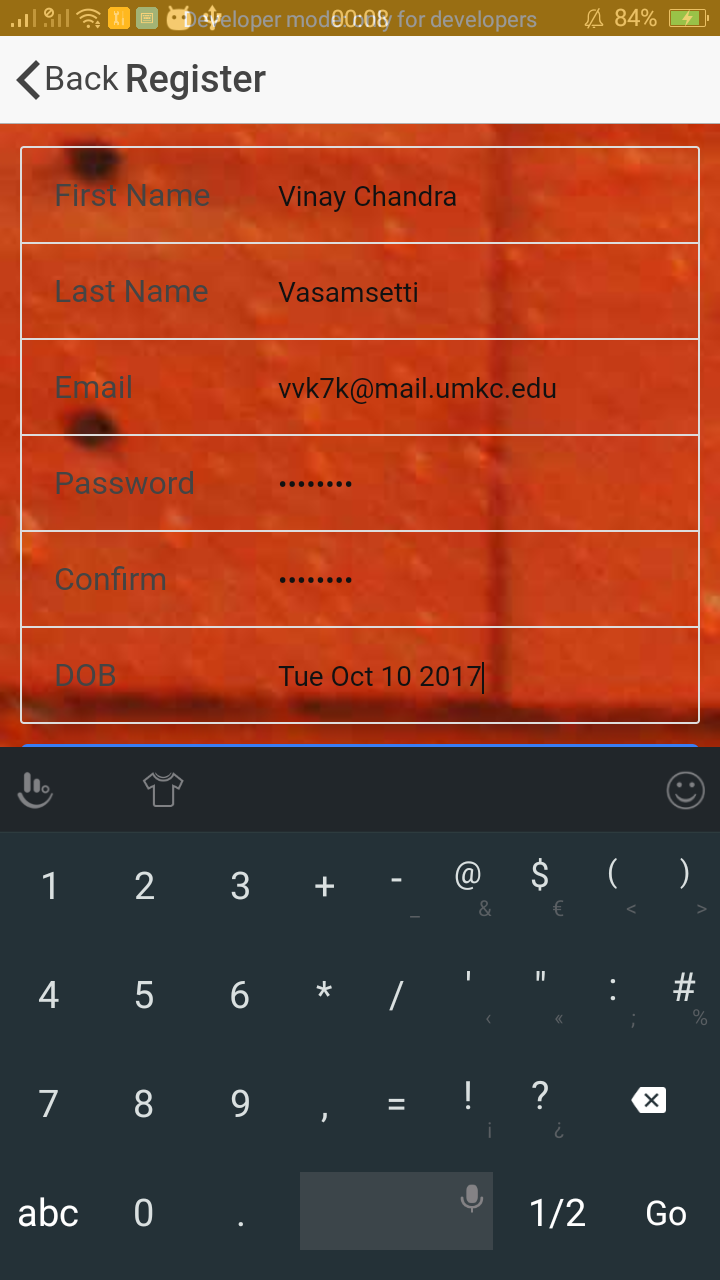 Developer mode only for developers 00:08 84%
Back Register
First Name Vinay Chandra
Last Name Vasamsetti
Email vvk7k@mail.umkc.edu
Password ••••••••
Confirm ••••••••
DOB Tue Oct 10 2017
1 2 3 + - _ @ & $ € ( < ) >
4 5 6 * / ' ‹ " « : ; # %
7 8 9 , = ! ¡ ? ¿
abc 0 . 1/2 Go